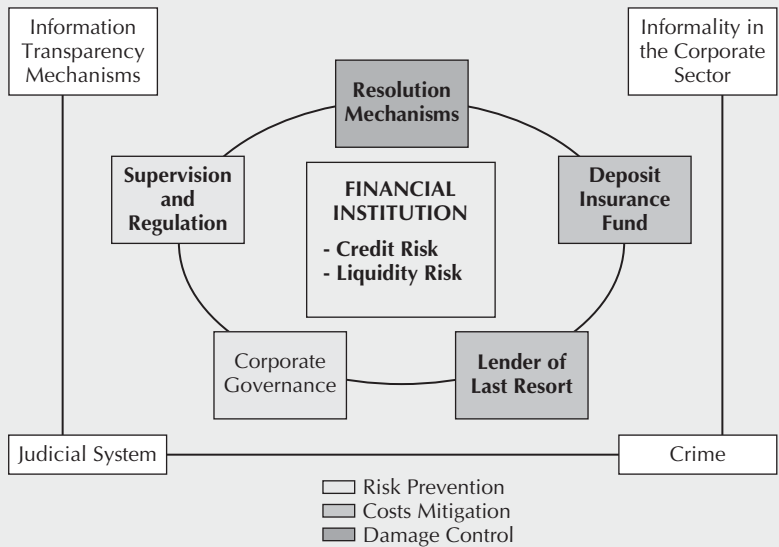 Information
Transparency
Mechanisms
Informality in
the Corporate
Sector
Resolution
Mechanisms
Supervision
and
Regulation
FINANCIAL
INSTITUTION
- Credit Risk
- Liquidity Risk
Deposit
Insurance
Fund
Corporate
Governance
Lender of
Last Resort
Judicial System
Crime
Risk Prevention
Costs Mitigation
Damage Control